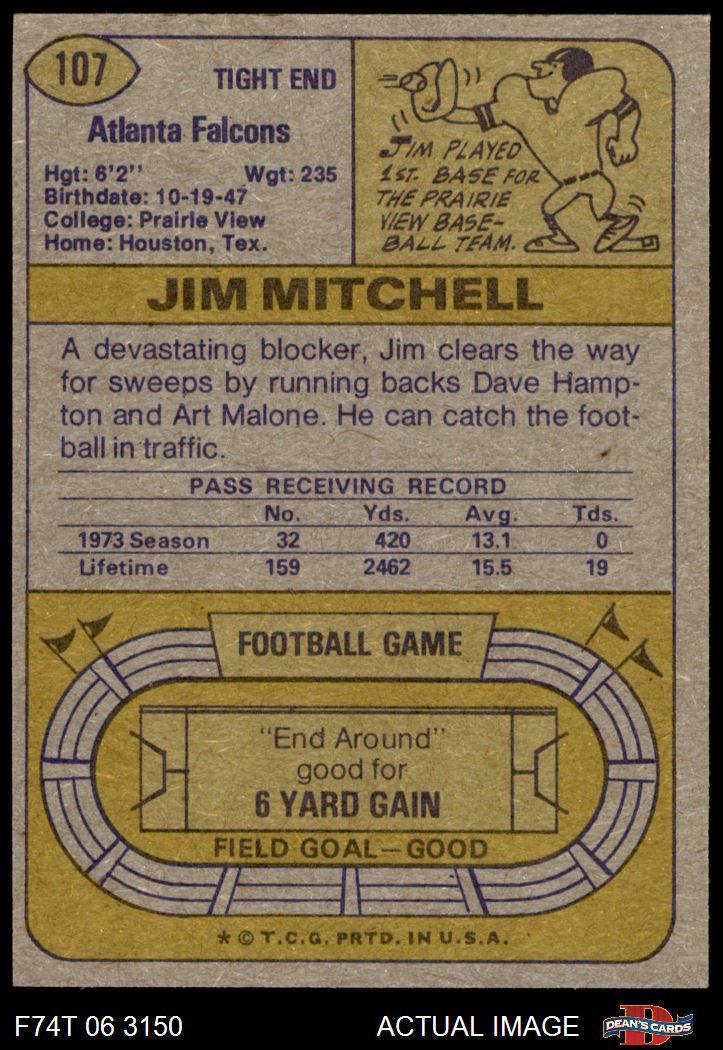 107
TIGHT END
Atlanta Falcons
Hgt: 6'2'' Wgt: 235
Birthdate: 10-19-47
College: Prairie View
Home: Houston, Tex.
JIM PLAYED
1ST. BASE FOR
THE PRAIRIE
VIEW BASE-
BALL TEAM.
JIM MITCHELL
A devastating blocker, Jim clears the way
for sweeps by running backs Dave Hamp-
ton and Art Malone. He can catch the foot-
ball in traffic.
PASS RECEIVING RECORD
No. Yds. Avg. Tds.
1973 Season 32 420 13.1 0
Lifetime 159 2462 15.5 19
FOOTBALL GAME
"End Around"
good for
6 YARD GAIN
FIELD GOAL—GOOD
* © T.C.G. PRTD. IN U.S.A.
F74T 06 3150 ACTUAL IMAGE
DEAN'S CARDS